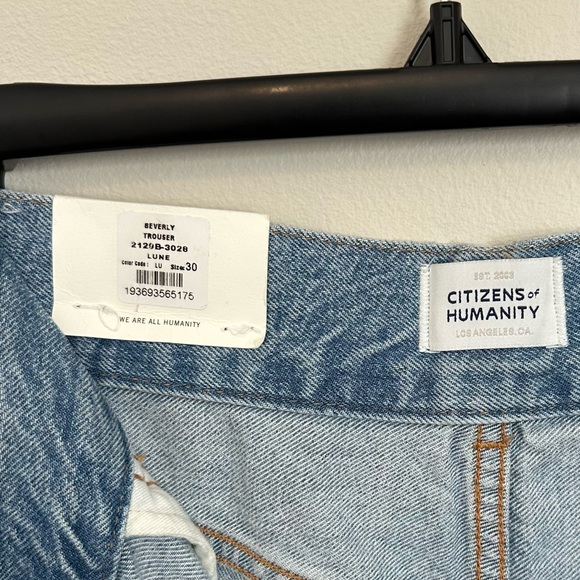 BEVERLY
TROUSER
2129B-3028
LUNE
Color Code: LU Size: 30
193693565175
WE ARE ALL HUMANITY
EST. 2003
CITIZENS of
HUMANITY
LOS ANGELES, CA.